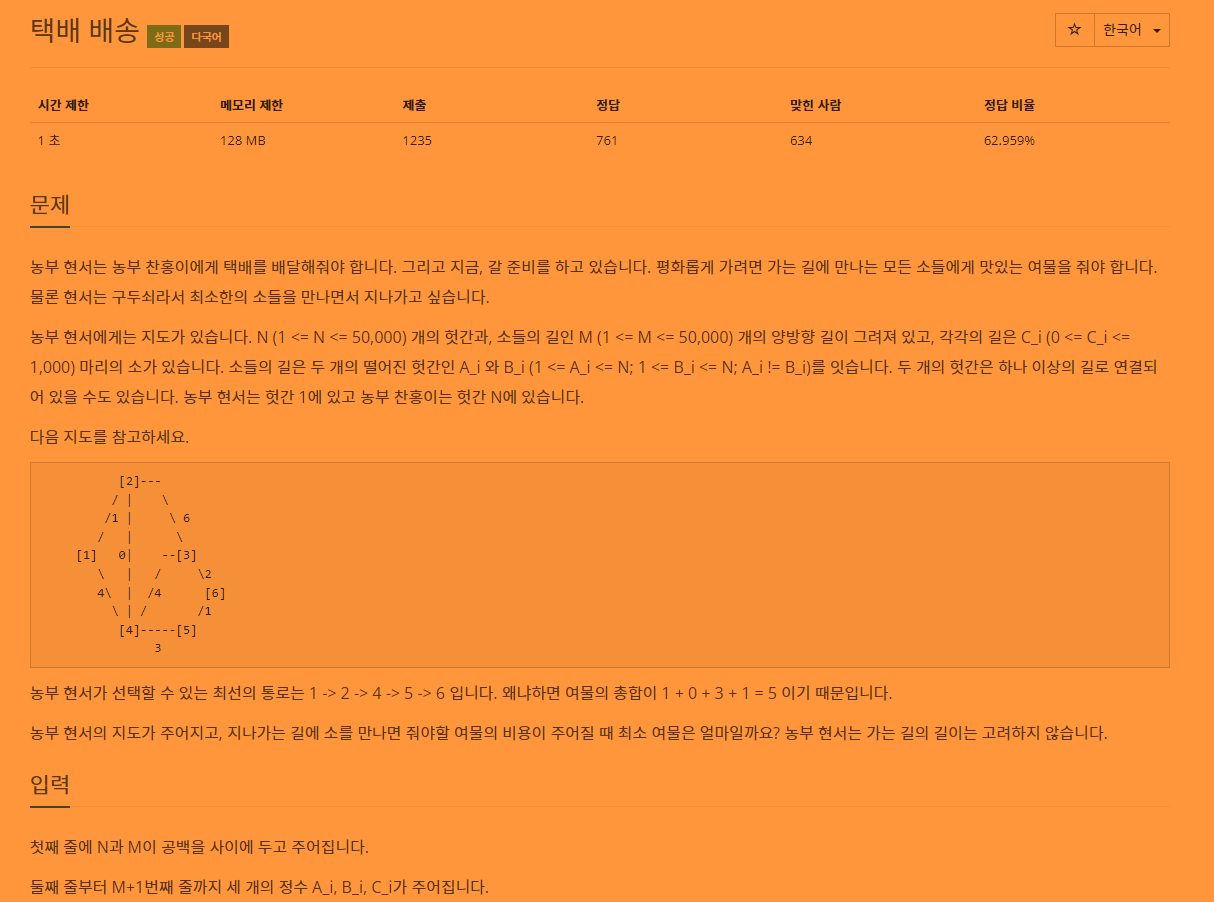 택배 배송 성공 다국어
☆ 한국어
시간 제한 메모리 제한 제출 정답 맞힌 사람 정답 비율
1 초 128 MB 1235 761 634 62.959%
문제
농부 현서는 농부 찬홍이에게 택배를 배달해줘야 합니다. 그리고 지금, 갈 준비를 하고 있습니다. 평화롭게 가려면 가는 길에 만나는 모든 소들에게 맛있는 여물을 줘야 합니다.
물론 현서는 구두쇠라서 최소한의 소들을 만나면서 지나가고 싶습니다.
농부 현서에게는 지도가 있습니다. N (1 <= N <= 50,000) 개의 헛간과, 소들의 길인 M (1 <= M <= 50,000) 개의 양방향 길이 그려져 있고, 각각의 길은 C_i (0 <= C_i <=
1,000) 마리의 소가 있습니다. 소들의 길은 두 개의 떨어진 헛간인 A_i 와 B_i (1 <= A_i <= N; 1 <= B_i <= N; A_i != B_i)를 잇습니다. 두 개의 헛간은 하나 이상의 길로 연결되
어 있을 수도 있습니다. 농부 현서는 헛간 1에 있고 농부 찬홍이는 헛간 N에 있습니다.
다음 지도를 참고하세요.
      [2]---
     / |    \
    /1 |     \ 6
   /   |      \
[1]   0|    --[3]
   \   |   /     \2
   4\  |  /4      [6]
     \ | /       /1
      [4]-----[5]
           3
농부 현서가 선택할 수 있는 최선의 통로는 1 -> 2 -> 4 -> 5 -> 6 입니다. 왜냐하면 여물의 총합이 1 + 0 + 3 + 1 = 5 이기 때문입니다.
농부 현서의 지도가 주어지고, 지나가는 길에 소를 만나면 줘야할 여물의 비용이 주어질 때 최소 여물은 얼마일까요? 농부 현서는 가는 길의 길이는 고려하지 않습니다.
입력
첫째 줄에 N과 M이 공백을 사이에 두고 주어집니다.
둘째 줄부터 M+1번째 줄까지 세 개의 정수 A_i, B_i, C_i가 주어집니다.